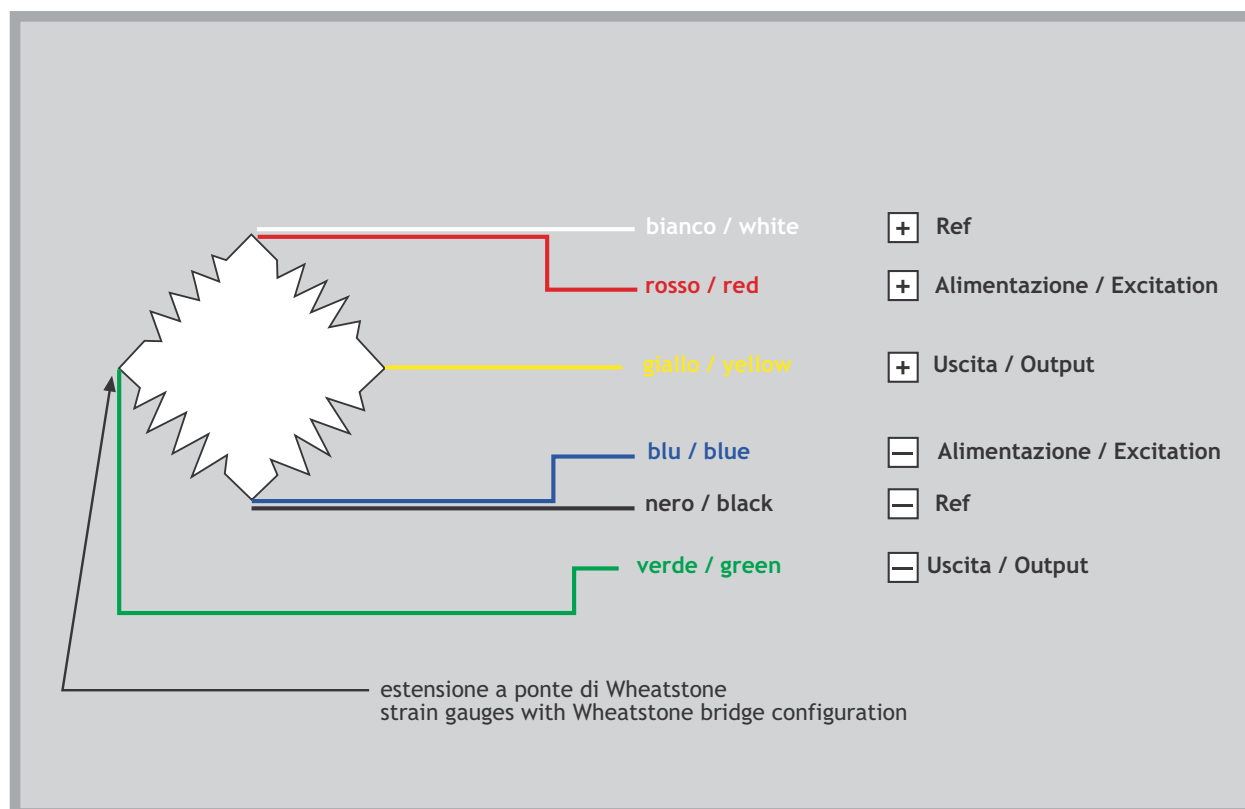 bianco / white + Ref
rosso / red + Alimentazione / Excitation
giallo / yellow + Uscita / Output
blu / blue — Alimentazione / Excitation
nero / black — Ref
verde / green — Uscita / Output
estensione a ponte di Wheatstone
strain gauges with Wheatstone bridge configuration